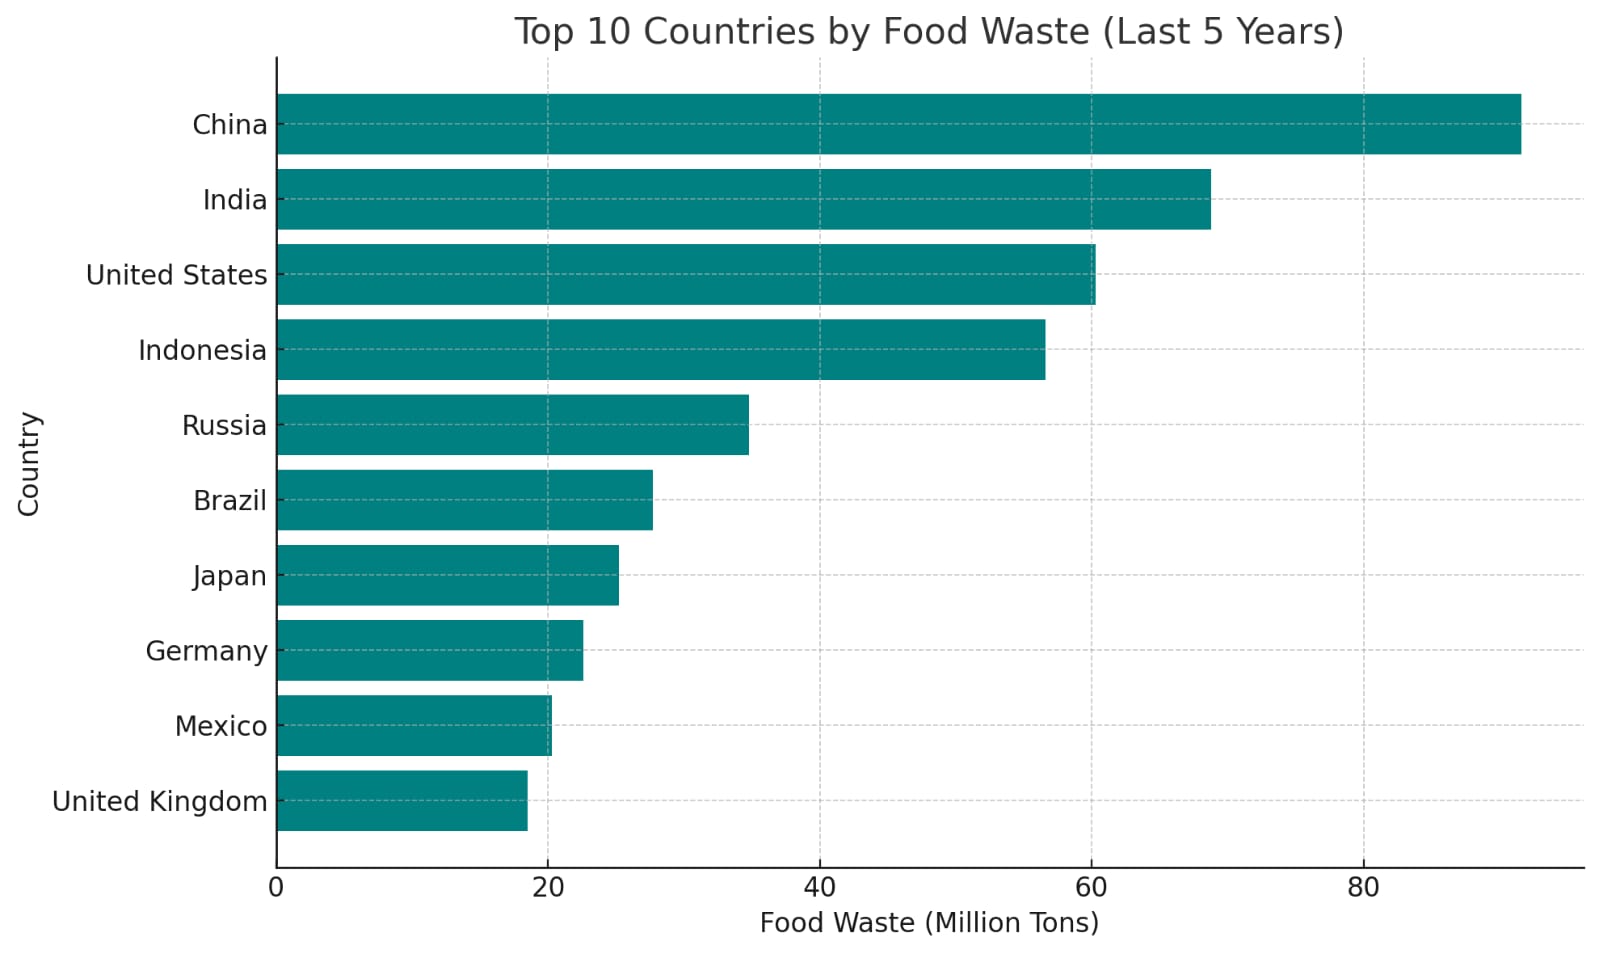 Top 10 Countries by Food Waste (Last 5 Years)
China
India
United States
Indonesia
Russia
Brazil
Japan
Germany
Mexico
United Kingdom
Country
0 20 40 60 80
Food Waste (Million Tons)